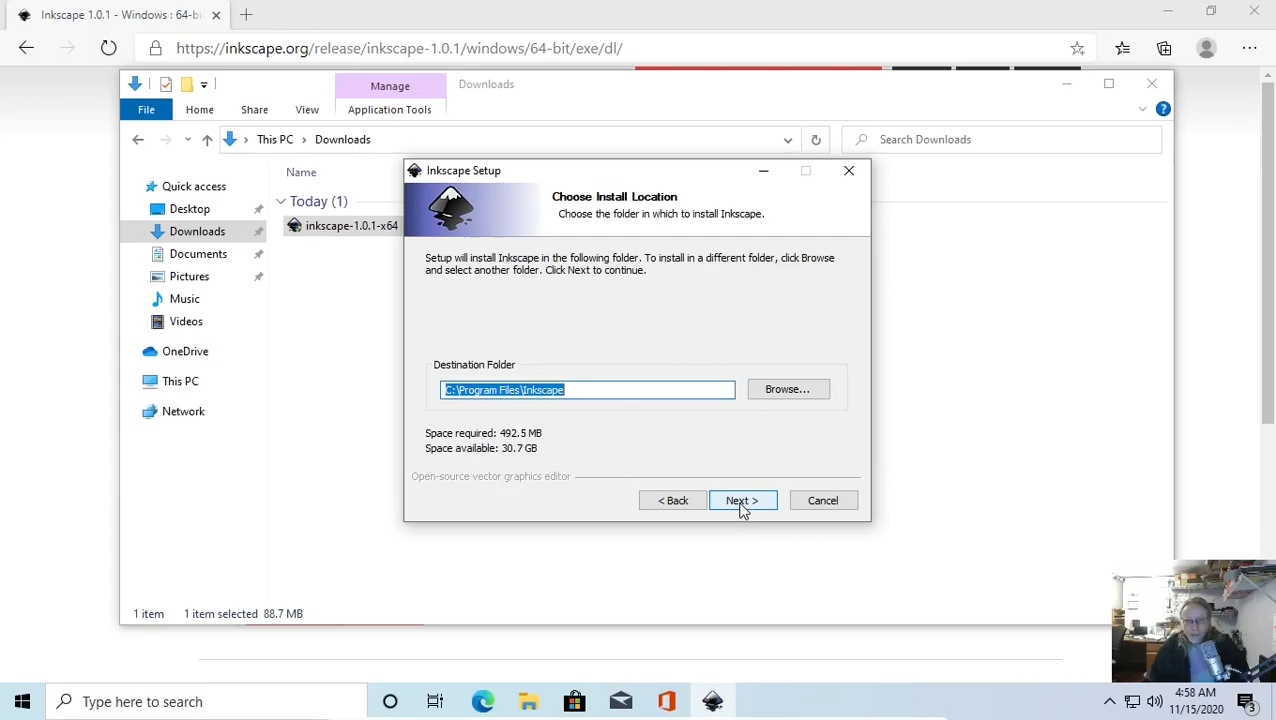 Inkscape 1.0.1 - Windows : 64-bi
https://inkscape.org/release/inkscape-1.0.1/windows/64-bit/exe/dl/
Manage
Downloads
File
Home
Share
View
Application Tools
This PC > Downloads
Search Downloads
Name
Quick access
Desktop
Downloads
Documents
Pictures
Music
Videos
OneDrive
This PC
Network
Today (1)
inkscape-1.0.1-x64
Inkscape Setup
Choose Install Location
Choose the folder in which to install Inkscape.
Setup will install Inkscape in the following folder. To install in a different folder, click Browse
and select another folder. Click Next to continue.
Destination Folder
C:\Program Files\Inkscape
Browse...
Space required: 492.5 MB
Space available: 30.7 GB
Open-source vector graphics editor
< Back
Next >
Cancel
1 item
1 item selected 88.7 MB
Type here to search
4:58 AM
11/15/2020
3